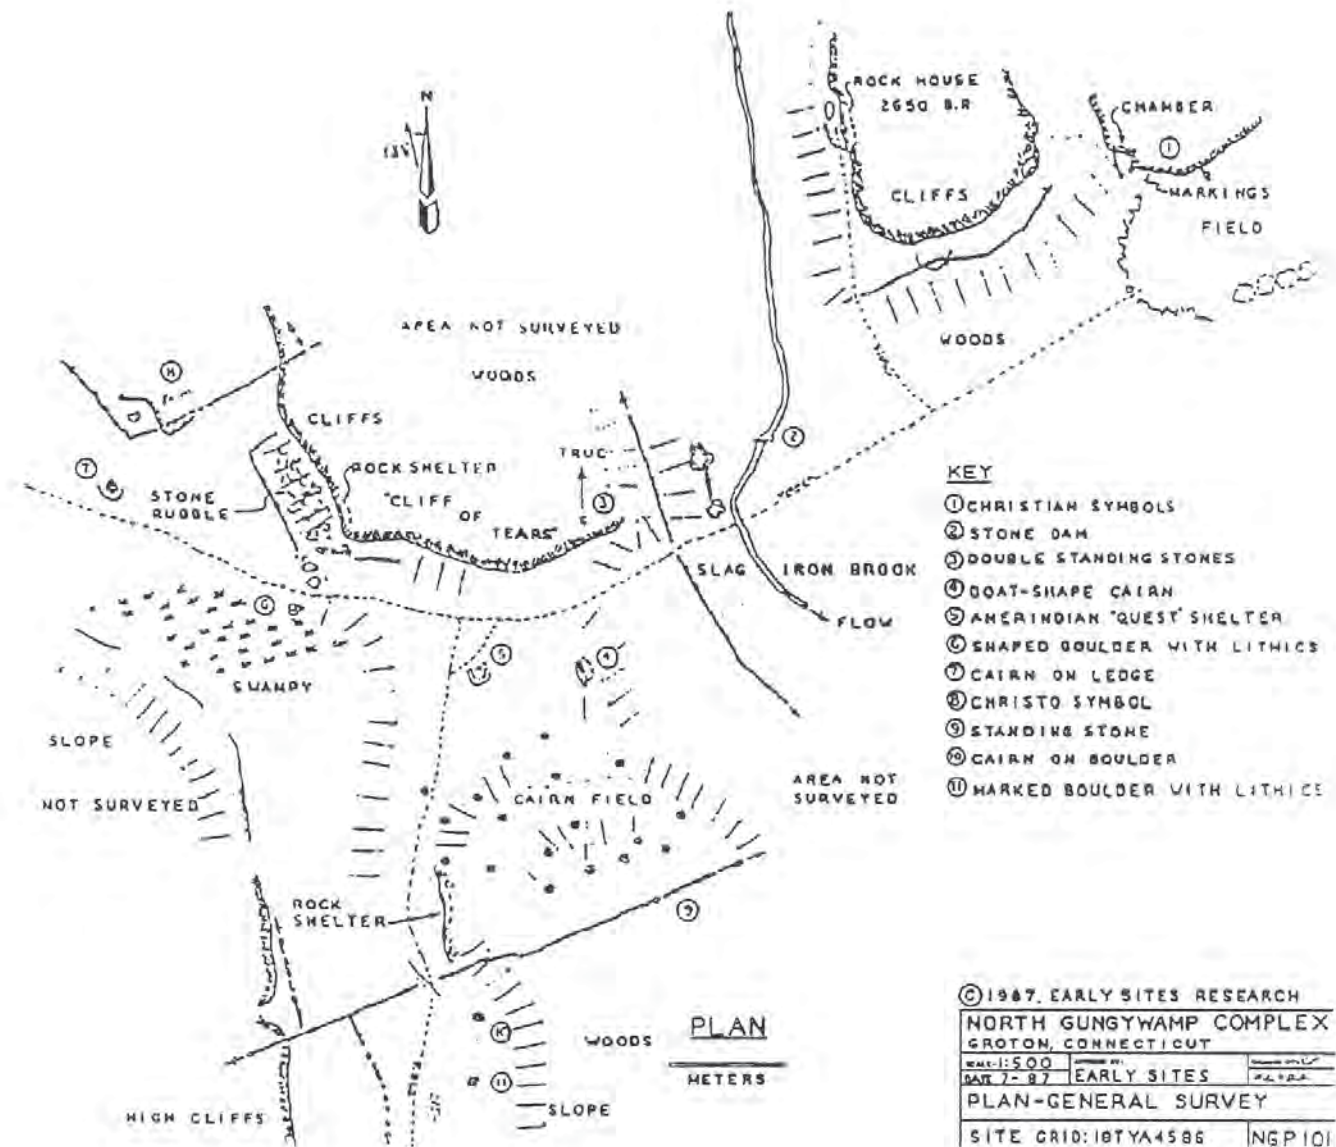 N
ROCK HOUSE
2650 B.P.
CHAMBER
①
MARKINGS
FIELD
CLIFFS
WOODS
AREA NOT SURVEYED
WOODS
CLIFFS
ROCK SHELTER
"CLIFF
OF
TEARS"
TRUE
③
②
⑦
STONE
RUBBLE
SLAG IRON BROOK
FLOW
⑥
SWAMPY
⑤
④
SLOPE
NOT SURVEYED
CAIRN FIELD
AREA NOT
SURVEYED
ROCK
SHELTER
⑨
WOODS
⑪
SLOPE
HIGH CLIFFS
PLAN
METERS
KEY
① CHRISTIAN SYMBOLS
② STONE DAM
③ DOUBLE STANDING STONES
④ BOAT-SHAPE CAIRN
⑤ AMERINDIAN "QUEST" SHELTER
⑥ SHAPED BOULDER WITH LITHICS
⑦ CAIRN ON LEDGE
⑧ CHRISTO SYMBOL
⑨ STANDING STONE
⑩ CAIRN ON BOULDER
⑪ MARKED BOULDER WITH LITHICS
© 1987, EARLY SITES RESEARCH
NORTH GUNGYWAMP COMPLEX
GROTON, CONNECTICUT
SCALE-1:500
DATE 7-87 EARLY SITES
PLAN-GENERAL SURVEY
SITE GRID: 18TYA4586 NGP101